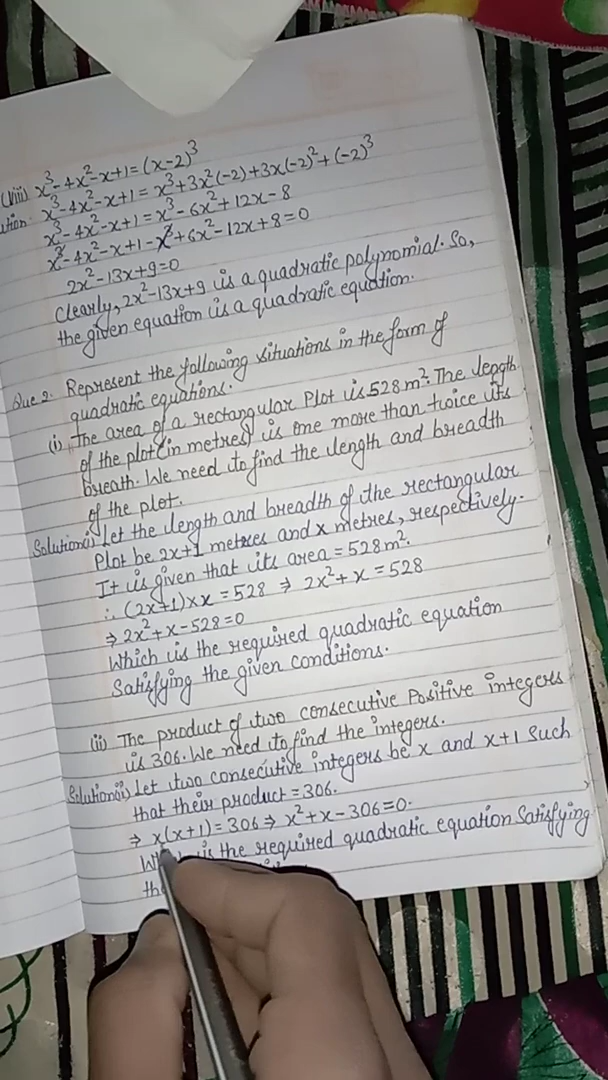 (viii) x³-4x²-x+1=(x-2)³
ution: x³-4x²-x+1 = x³+3x²(-2)+3x(-2)²+(-2)³
x³-4x²-x+1=x³-6x²+12x-8
x³-4x²-x+1-x³+6x²-12x+8=0
2x²-13x+9=0
Clearly, 2x²-13x+9 is a quadratic polynomial. So,
the given equation is a quadratic equation.
Que 2. Represent the following situations in the form of
quadratic equations.
(i) The area of a rectangular Plot is 528m². The length
of the plot (in metres) is one more than twice its
breath. We need to find the length and breadth
of the plot.
Solution(i) Let the length and breadth of the rectangular
Plot be 2x+1 metres and x metres, respectively.
It is given that its area = 528m².
∴ (2x+1)×x = 528 ⇒ 2x²+x = 528
⇒ 2x²+x-528=0
Which is the required quadratic equation
Satisfying the given conditions.
(ii) The product of two consecutive Positive integers
is 306. We need to find the integers.
Solution(ii) Let two consecutive integers be x and x+1 Such
that their product = 306.
⇒ x(x+1) = 306 ⇒ x²+x-306=0.
is the required quadratic equation Satisfying